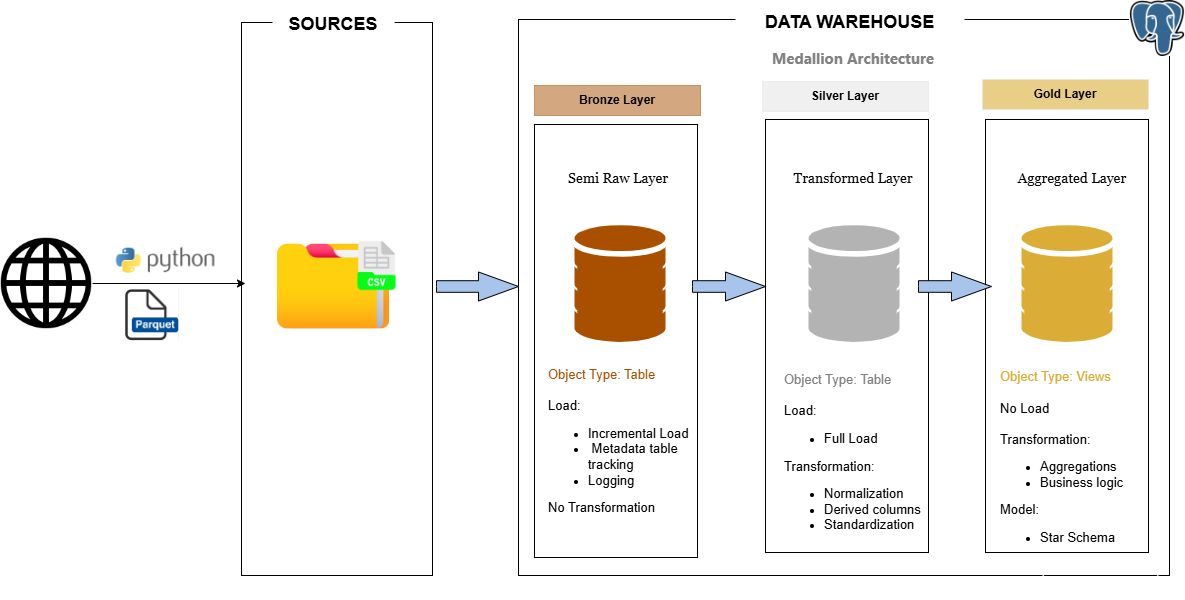 SOURCES
DATA WAREHOUSE
Medallion Architecture
Bronze Layer
Silver Layer
Gold Layer
Semi Raw Layer
Transformed Layer
Aggregated Layer
python
Parquet
CSV
Object Type: Table
Load:
Incremental Load
Metadata table
tracking
Logging
No Transformation
Object Type: Table
Load:
Full Load
Transformation:
Normalization
Derived columns
Standardization
Object Type: Views
No Load
Transformation:
Aggregations
Business logic
Model:
Star Schema